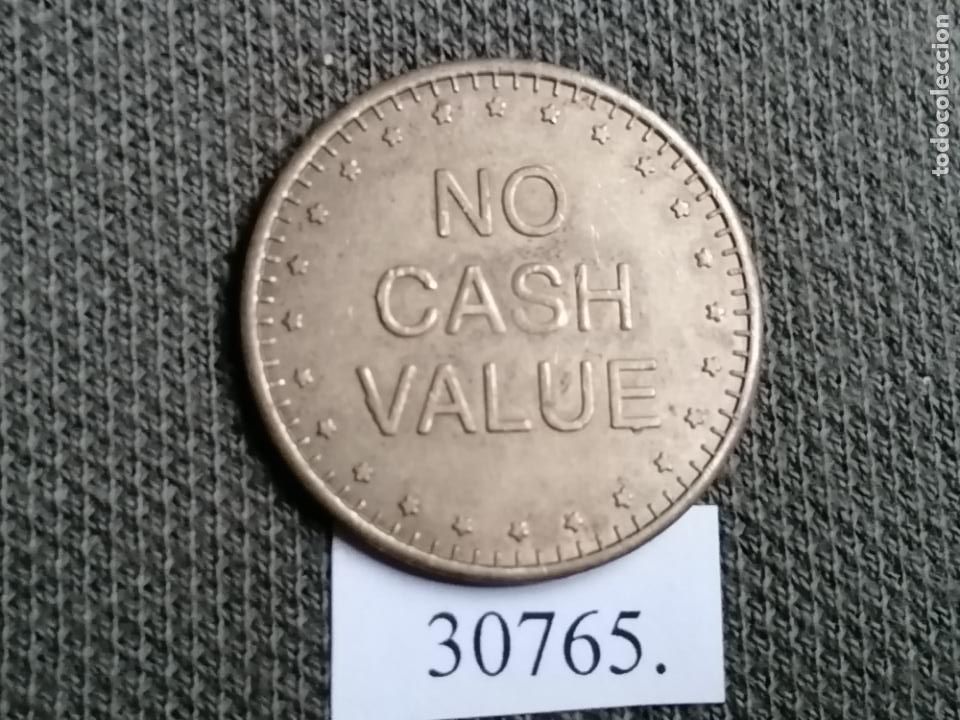 NO
CASH
VALUE
30765.
todocoleccion